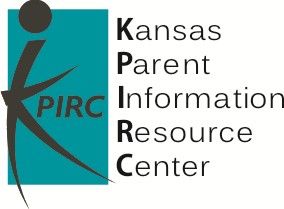 KPIRC
Kansas
Parent
Information
Resource
Center